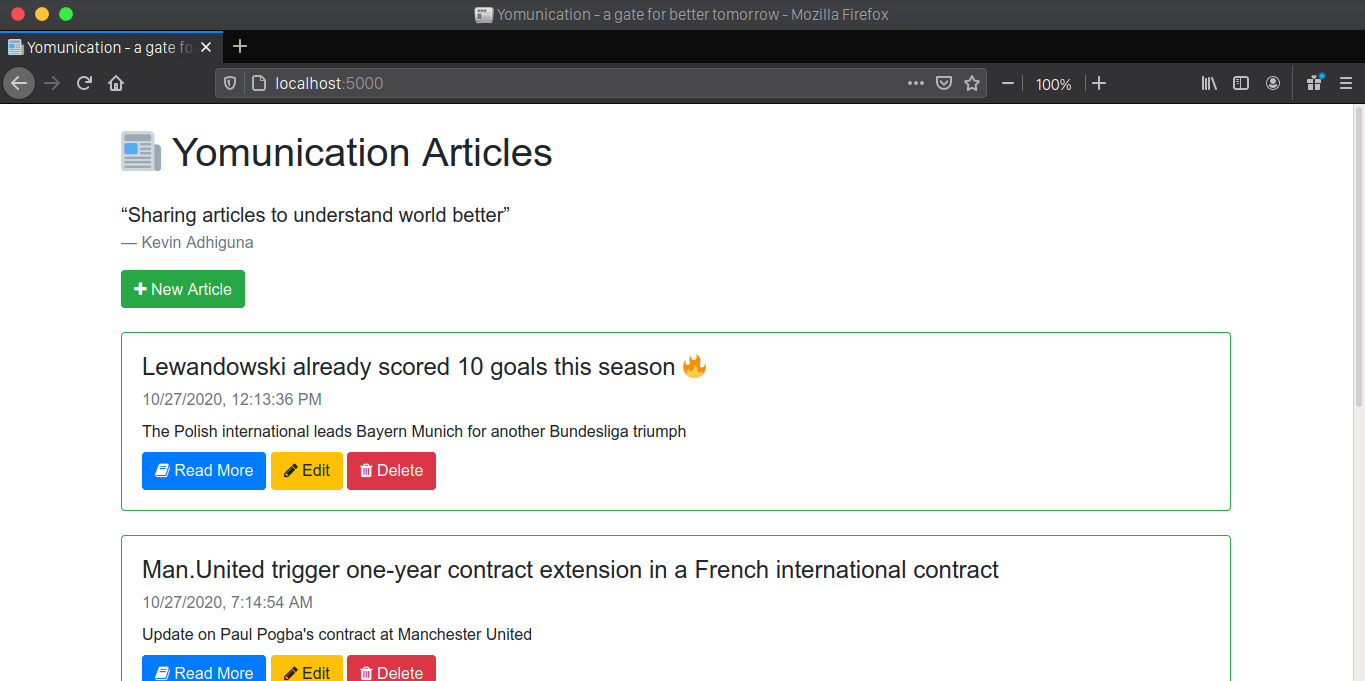 Yomunication - a gate for better tomorrow - Mozilla Firefox
Yomunication - a gate fo
localhost:5000
100%
Yomunication Articles
“Sharing articles to understand world better”
— Kevin Adhiguna
New Article
Lewandowski already scored 10 goals this season 🔥
10/27/2020, 12:13:36 PM
The Polish international leads Bayern Munich for another Bundesliga triumph
Read More Edit Delete
Man.United trigger one-year contract extension in a French international contract
10/27/2020, 7:14:54 AM
Update on Paul Pogba's contract at Manchester United
Read More Edit Delete